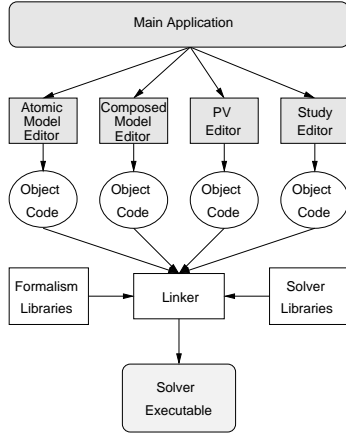 Main Application
Atomic
Model
Editor
Composed
Model
Editor
PV
Editor
Study
Editor
Object
Code
Object
Code
Object
Code
Object
Code
Formalism
Libraries
Linker
Solver
Libraries
Solver
Executable